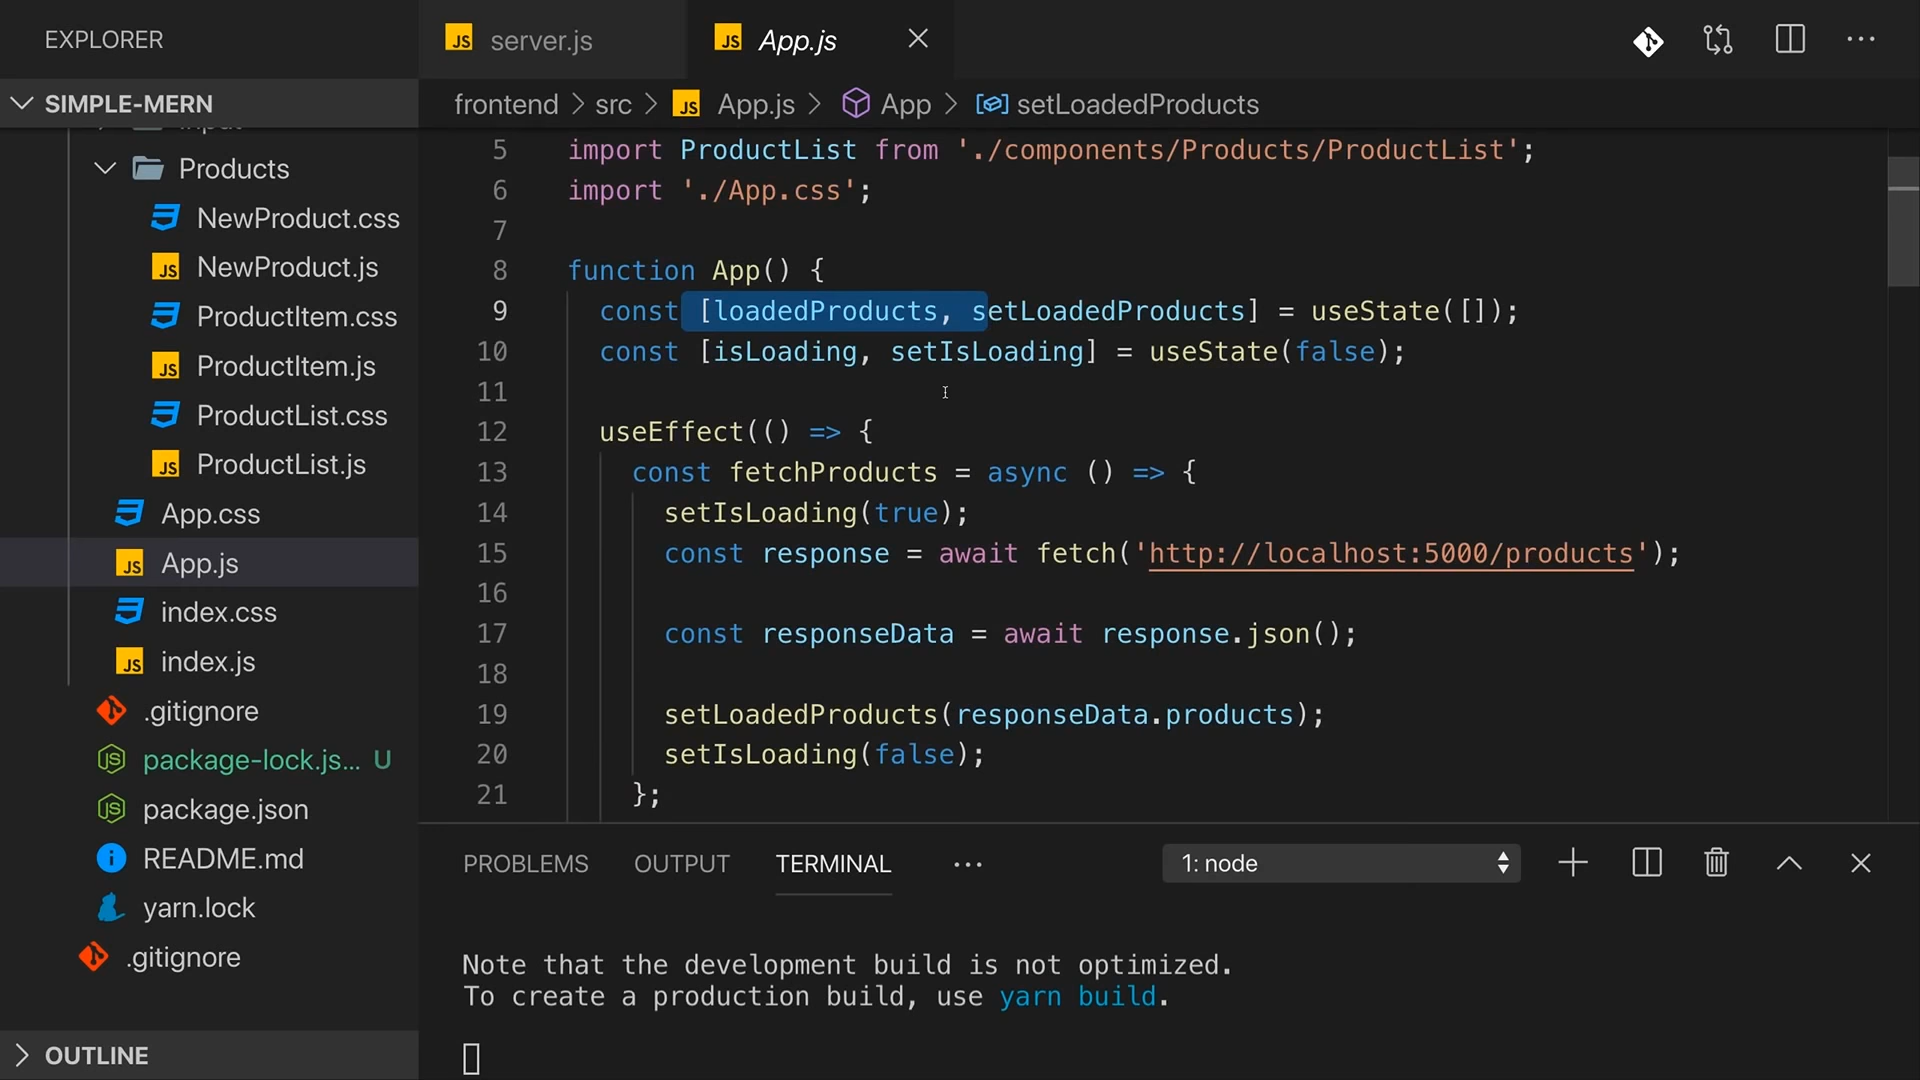 EXPLORER
SIMPLE-MERN
Products
NewProduct.css
NewProduct.js
ProductItem.css
ProductItem.js
ProductList.css
ProductList.js
App.css
App.js
index.css
index.js
.gitignore
package-lock.js... U
package.json
README.md
yarn.lock
.gitignore
OUTLINE
JS server.js
JS App.js
frontend > src > JS App.js > App > setLoadedProducts
5 import ProductList from './components/Products/ProductList';
6 import './App.css';
7
8 function App() {
9 const [loadedProducts, setLoadedProducts] = useState([]);
10 const [isLoading, setIsLoading] = useState(false);
11
12 useEffect(() => {
13 const fetchProducts = async () => {
14 setIsLoading(true);
15 const response = await fetch('http://localhost:5000/products');
16
17 const responseData = await response.json();
18
19 setLoadedProducts(responseData.products);
20 setIsLoading(false);
21 };
PROBLEMS OUTPUT TERMINAL ... 1: node
Note that the development build is not optimized.
To create a production build, use yarn build.